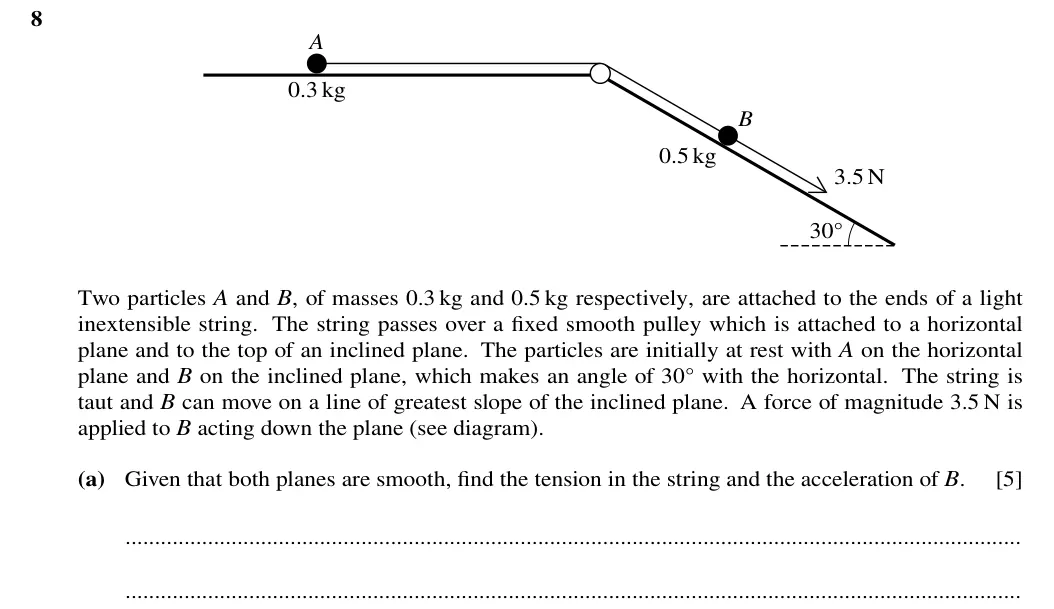 8
A
0.3 kg
B
0.5 kg
3.5 N
30°
Two particles A and B, of masses 0.3 kg and 0.5 kg respectively, are attached to the ends of a light
inextensible string. The string passes over a fixed smooth pulley which is attached to a horizontal
plane and to the top of an inclined plane. The particles are initially at rest with A on the horizontal
plane and B on the inclined plane, which makes an angle of 30° with the horizontal. The string is
taut and B can move on a line of greatest slope of the inclined plane. A force of magnitude 3.5 N is
applied to B acting down the plane (see diagram).
(a) Given that both planes are smooth, find the tension in the string and the acceleration of B. [5]